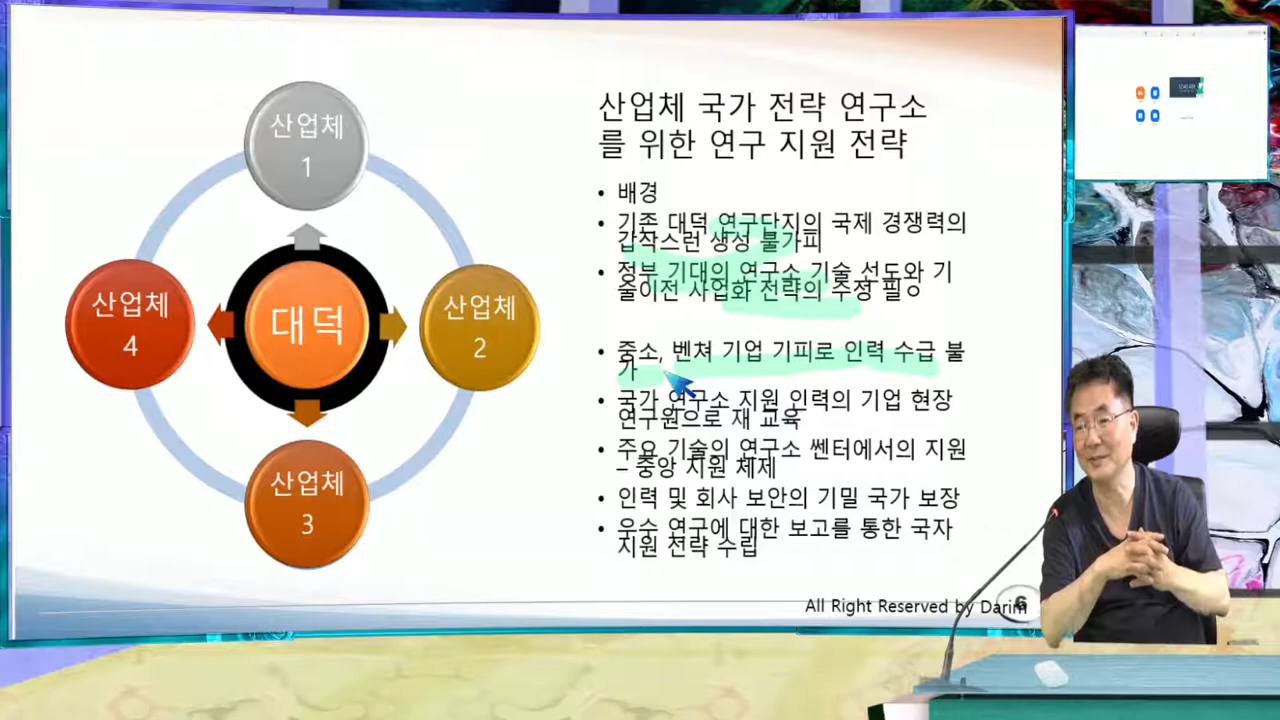 산업체
1
산업체
4
대덕
산업체
2
산업체
3
산업체 국가 전략 연구소
를 위한 연구 지원 전략
• 배경
• 기존 대덕 연구단지의 국제 경쟁력의
갑작스런 생성 불가피
• 정부 기대의 연구소 기술 선도와 기
술이전 사업화 전략의 수정 필요
• 중소, 벤쳐 기업 기피로 인력 수급 불
가
• 국가 연구소 지원 인력의 기업 현장
연구원으로 재 교육
• 주요 기술의 연구소 쎈터에서의 지원
– 중앙 지원 체제
• 인력 및 회사 보안의 기밀 국가 보장
• 우수 연구에 대한 보고를 통한 국자
지원 전략 수립
All Right Reserved by Darim
6